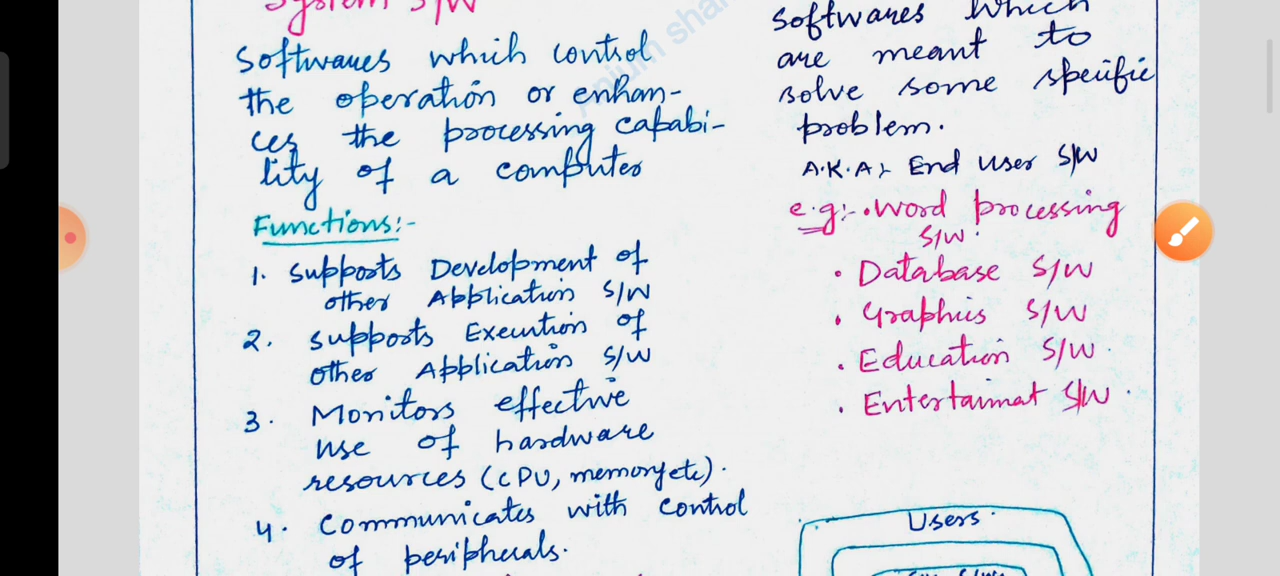 System S/W
Softwares which control
the operation or enhan-
ces the processing capabi-
lity of a computer
Functions:-
1. Supports Development of
other Application S/W
2. Supports Execution of
other Application S/W
3. Monitors effective
use of hardware
resources (CPU, memory etc).
4. Communicates with control
of peripherals.
Softwares which
are meant to
solve some specific
problem.
A.K.A:- End User S/W
e.g:- • Word processing
S/W.
• Database S/W
• Graphics S/W
• Education S/W.
• Entertainmat S/W.
Users.